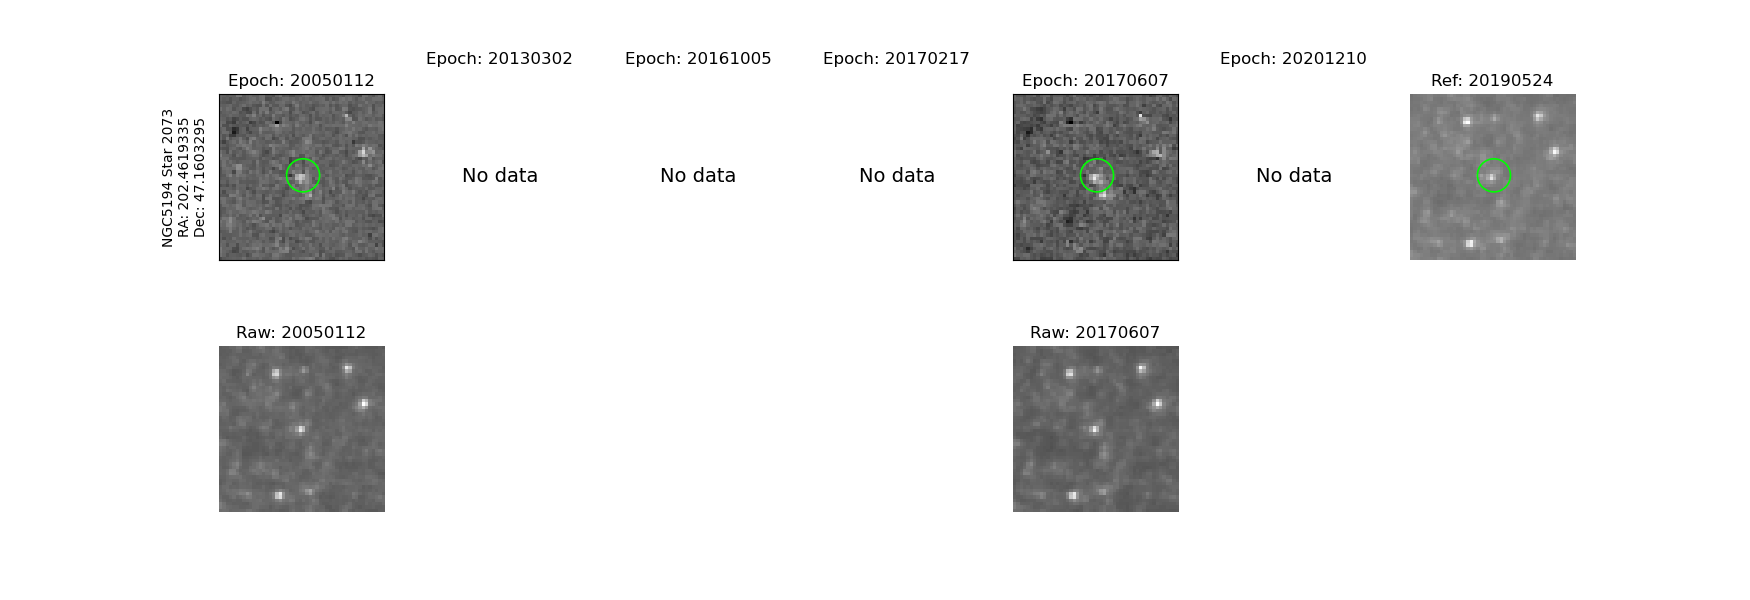 Epoch: 20050112
Epoch: 20130302
Epoch: 20161005
Epoch: 20170217
Epoch: 20170607
Epoch: 20201210
Ref: 20190524
NGC5194 Star 2073
RA: 202.4619335
Dec: 47.1603295
No data
No data
No data
No data
Raw: 20050112
Raw: 20170607